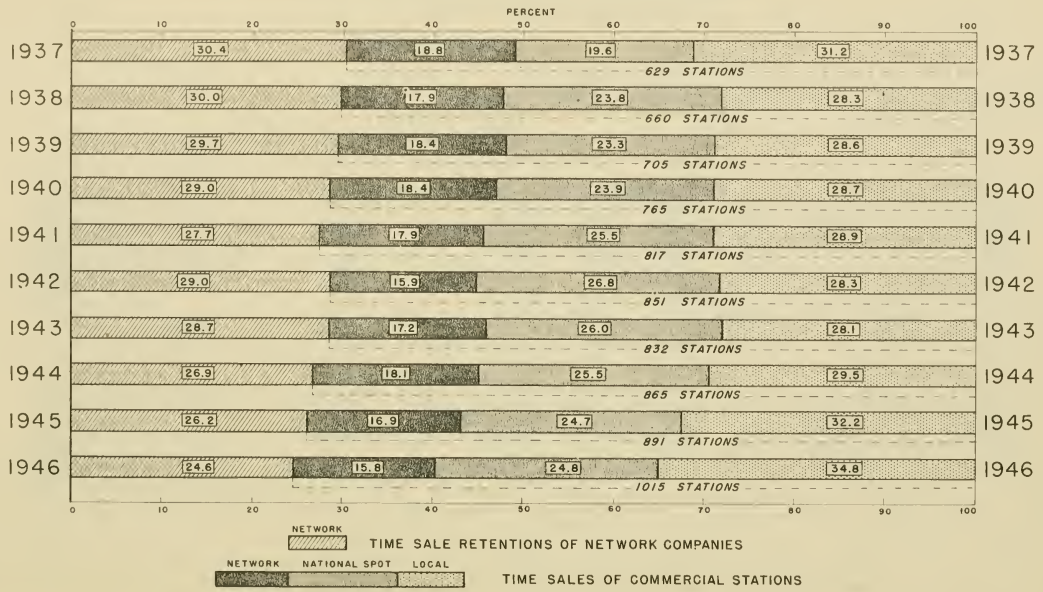 PERCENT
0 10 20 30 40 50 60 70 80 90 100
1937 30.4 18.8 19.6 31.2 1937
629 STATIONS
1938 30.0 17.9 23.8 28.3 1938
660 STATIONS
1939 29.7 18.4 23.3 28.6 1939
705 STATIONS
1940 29.0 18.4 23.9 28.7 1940
765 STATIONS
1941 27.7 17.9 25.5 28.9 1941
817 STATIONS
1942 29.0 15.9 26.8 28.3 1942
851 STATIONS
1943 28.7 17.2 26.0 28.1 1943
832 STATIONS
1944 26.9 18.1 25.5 29.5 1944
865 STATIONS
1945 26.2 16.9 24.7 32.2 1945
891 STATIONS
1946 24.6 15.8 24.8 34.8 1946
1015 STATIONS
0 10 20 30 40 50 60 70 80 90 100
NETWORK
TIME SALE RETENTIONS OF NETWORK COMPANIES
NETWORK NATIONAL SPOT LOCAL
TIME SALES OF COMMERCIAL STATIONS